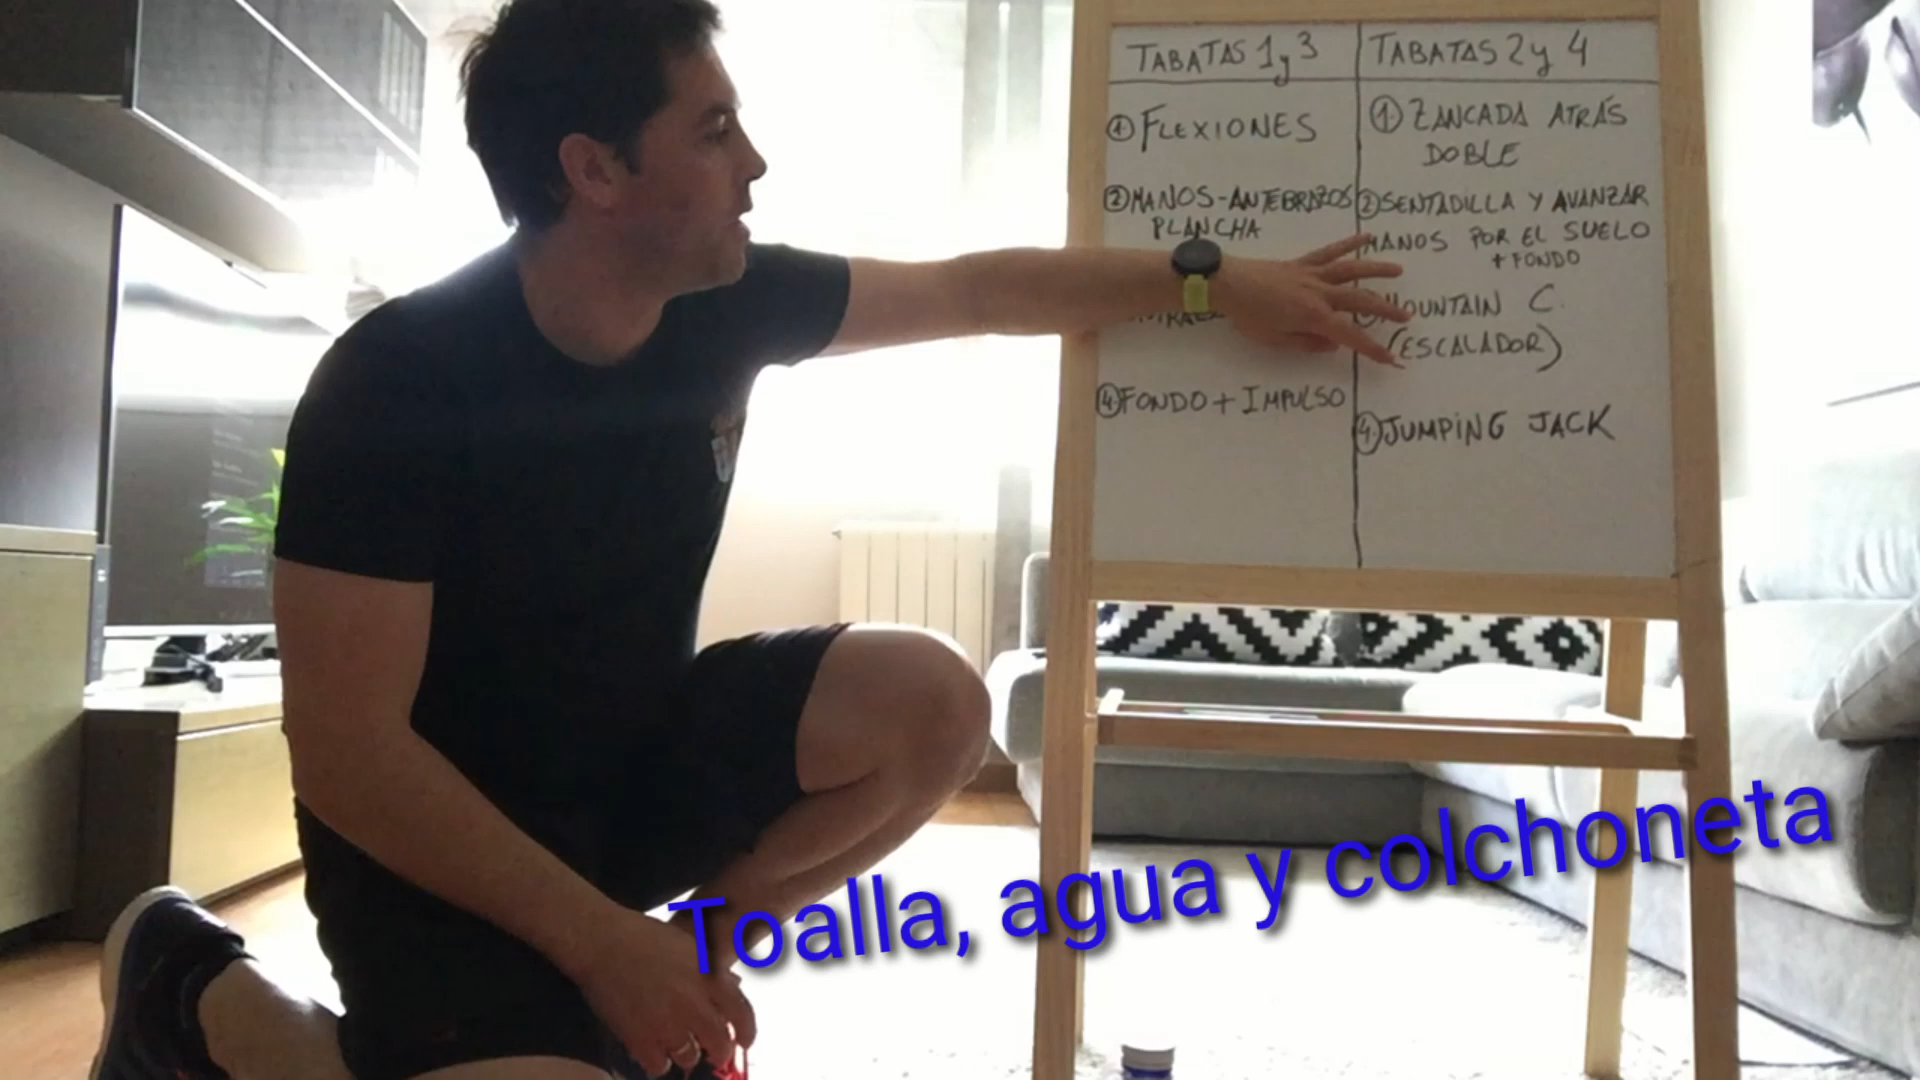 TABATAS 1 y 3
① FLEXIONES
② MANOS-ANTEBRAZOS
PLANCHA
④ FONDO + IMPULSO
TABATAS 2 y 4
① ZANCADA ATRÁS
DOBLE
② SENTADILLA Y AVANZAR
MANOS POR EL SUELO
+ FONDO
MOUNTAIN C.
(ESCALADOR)
④ JUMPING JACK
Toalla, agua y colchoneta